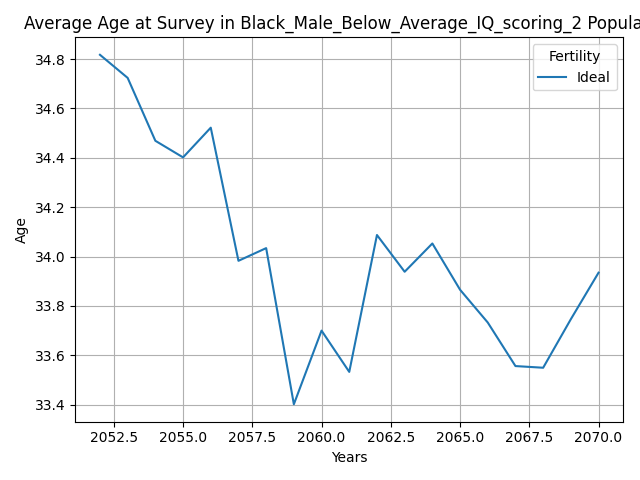 Average Age at Survey in Black_Male_Below_Average_IQ_scoring_2 Popula
Fertility
Ideal
34.8
34.6
34.4
34.2
34.0
33.8
33.6
33.4
Age
2052.5 2055.0 2057.5 2060.0 2062.5 2065.0 2067.5 2070.0
Years